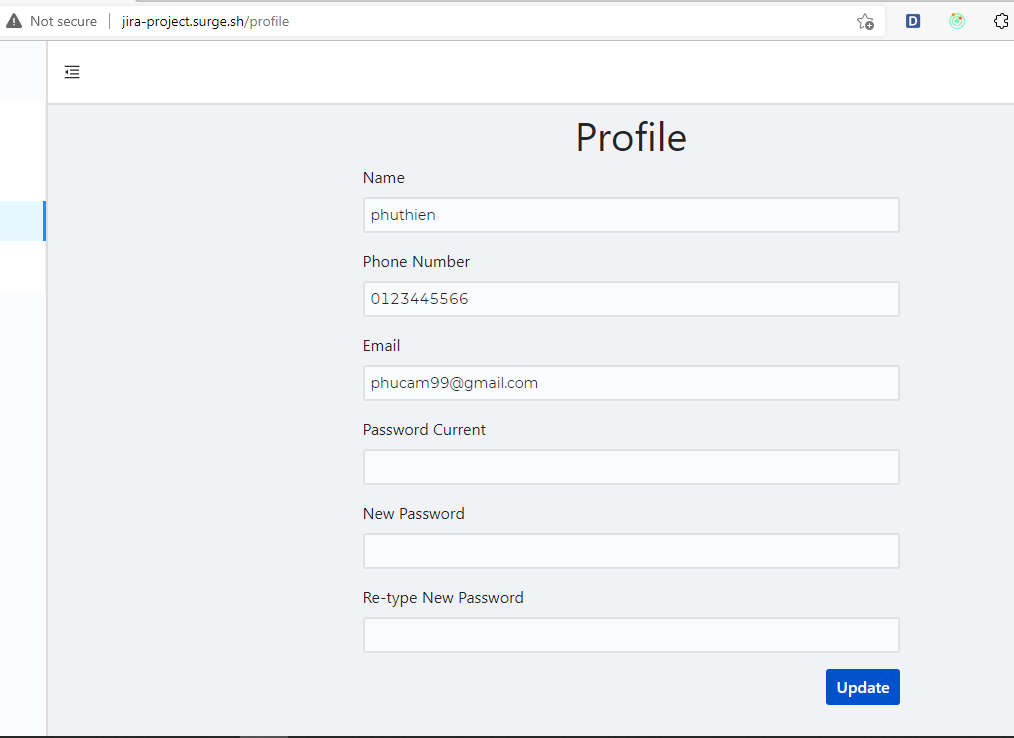 Not secure
jira-project.surge.sh/profile
D
Profile
Name
phuthien
Phone Number
0123445566
Email
phucam99@gmail.com
Password Current
New Password
Re-type New Password
Update